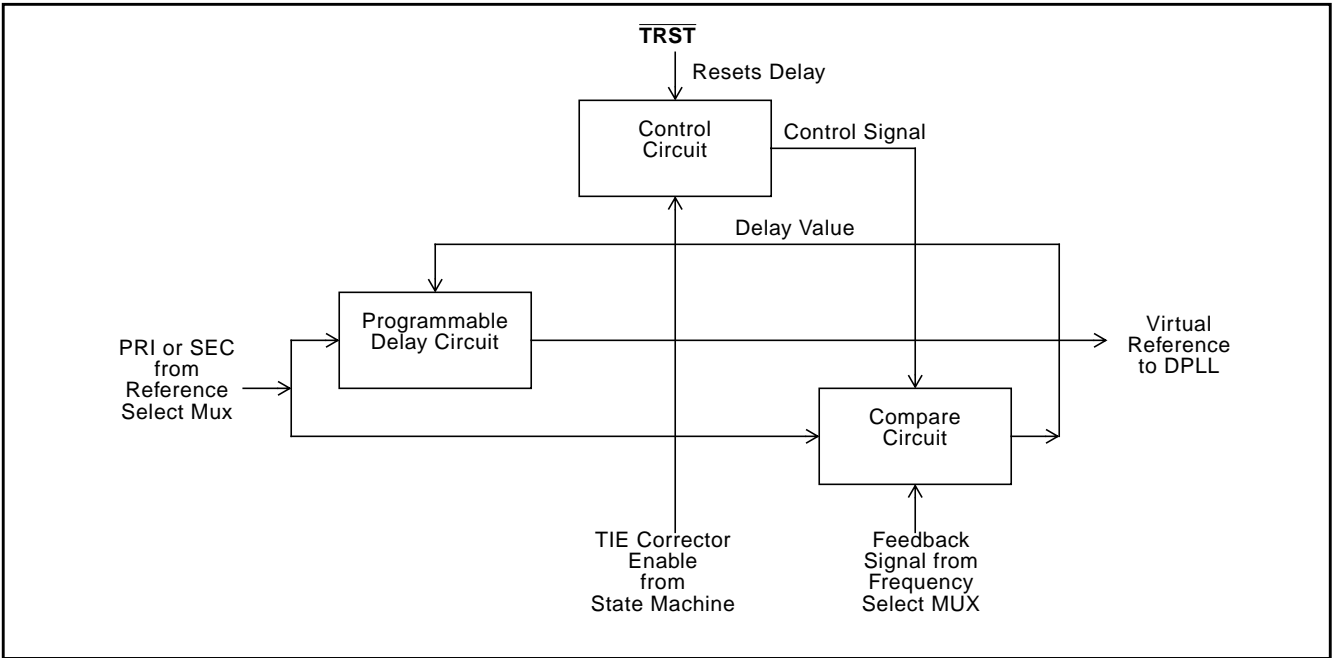 TRST
Resets Delay
Control
Circuit
Control Signal
Delay Value
Programmable
Delay Circuit
PRI or SEC
from
Reference
Select Mux
Virtual
Reference
to DPLL
Compare
Circuit
TIE Corrector
Enable
from
State Machine
Feedback
Signal from
Frequency
Select MUX